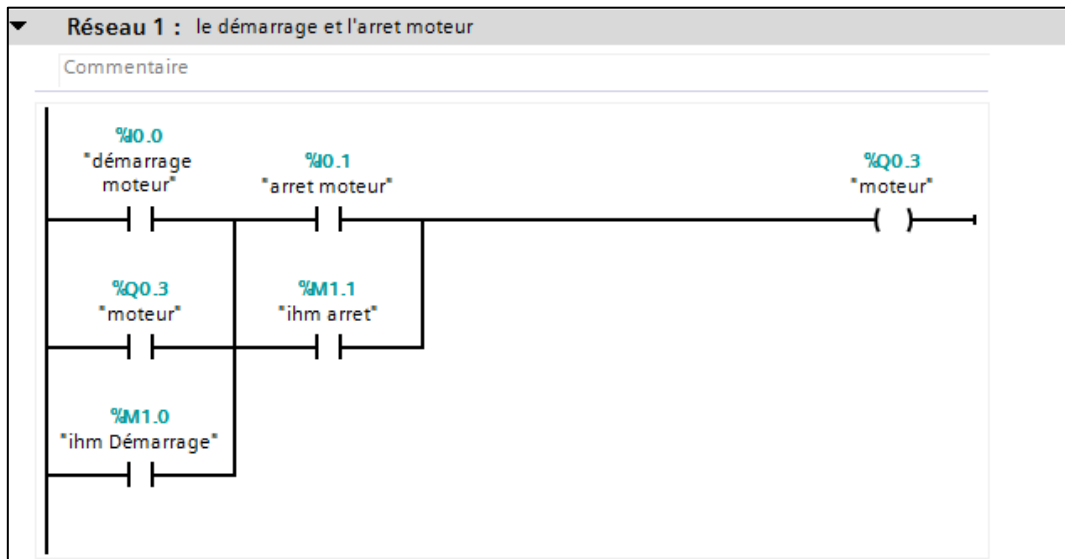 Réseau 1 : le démarrage et l'arret moteur
Commentaire
%I0.0
"démarrage
moteur"
%I0.1
"arret moteur"
%Q0.3
"moteur"
%Q0.3
"moteur"
%M1.1
"ihm arret"
%M1.0
"ihm Démarrage"